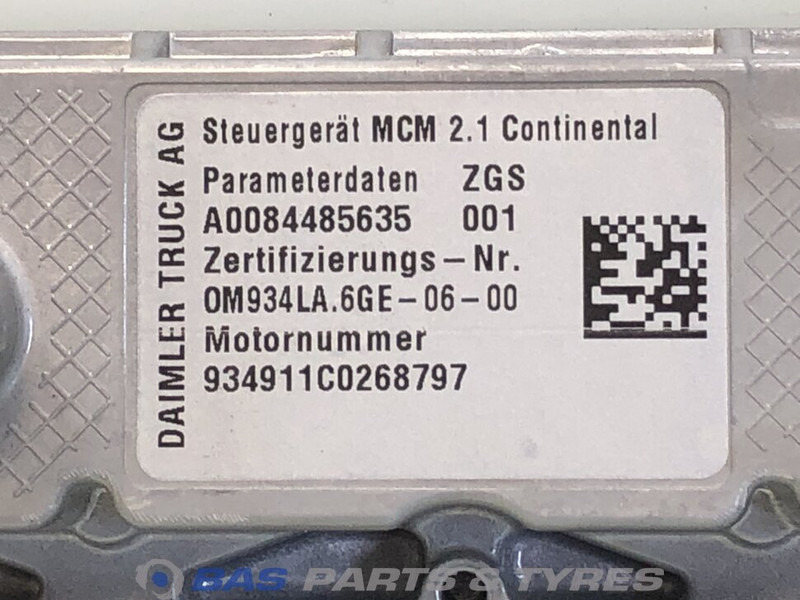 DAIMLER TRUCK AG
Steuergerät MCM 2.1 Continental
Parameterdaten ZGS
A0084485635 001
Zertifizierungs-Nr.
OM934LA.6GE-06-00
Motornummer
934911C0268797
GAS PARTS & TYRES